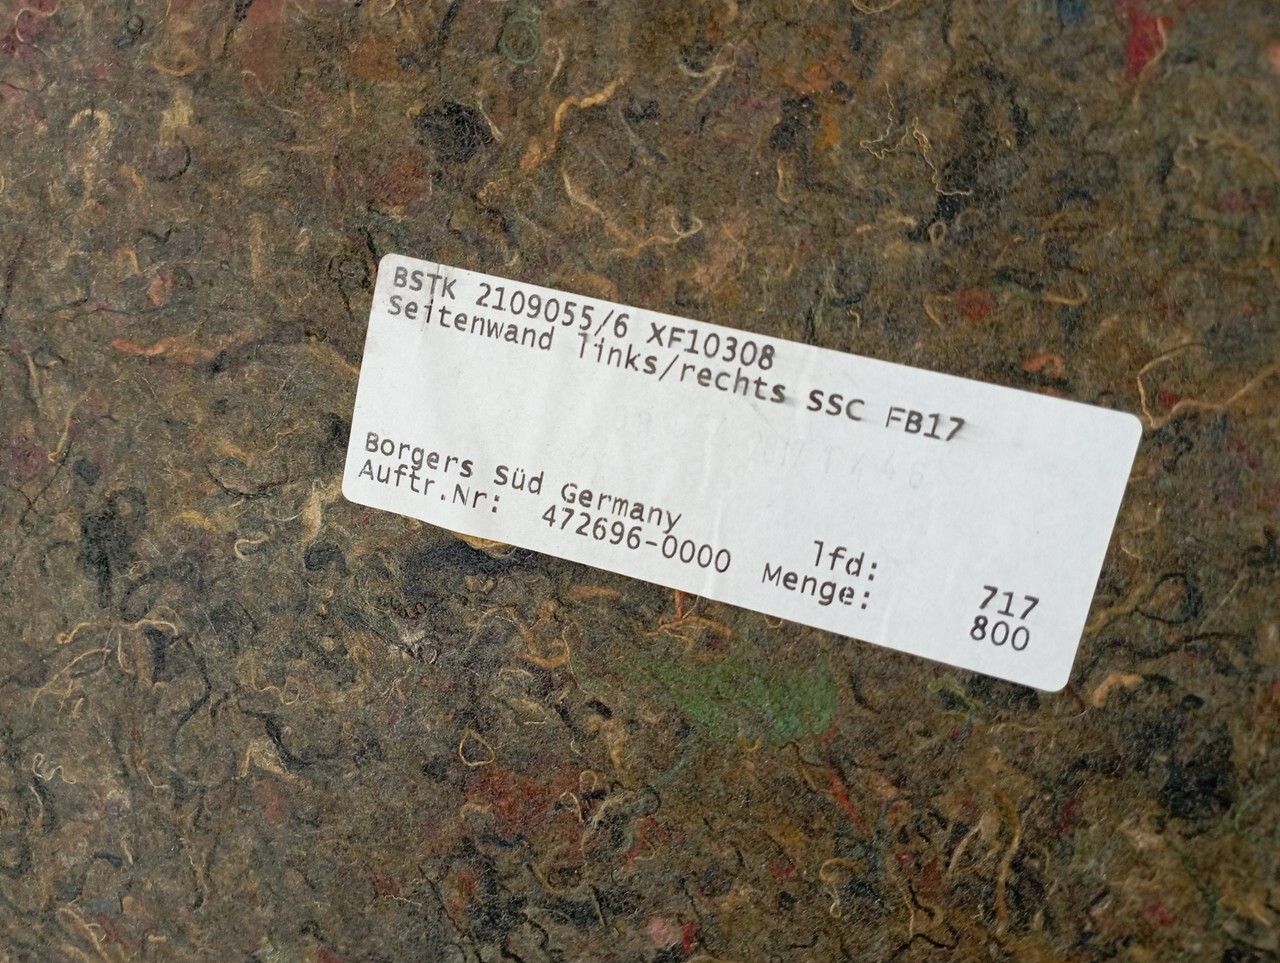 BSTK 2109055/6 XF10308
Seitenwand links/rechts SSC FB17
Borgers Süd Germany lfd: 717
Auftr.Nr: 472696-0000 Menge: 800